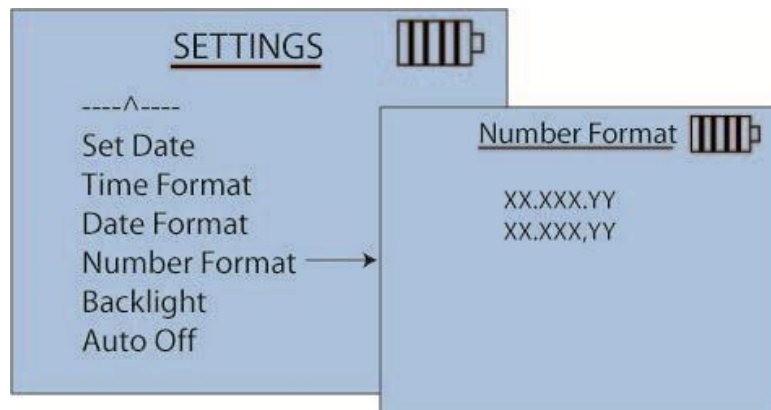 SETTINGS
----^----
Set Date
Time Format
Date Format
Number Format
Backlight
Auto Off
Number Format
XX.XXX.YY
XX.XXX,YY